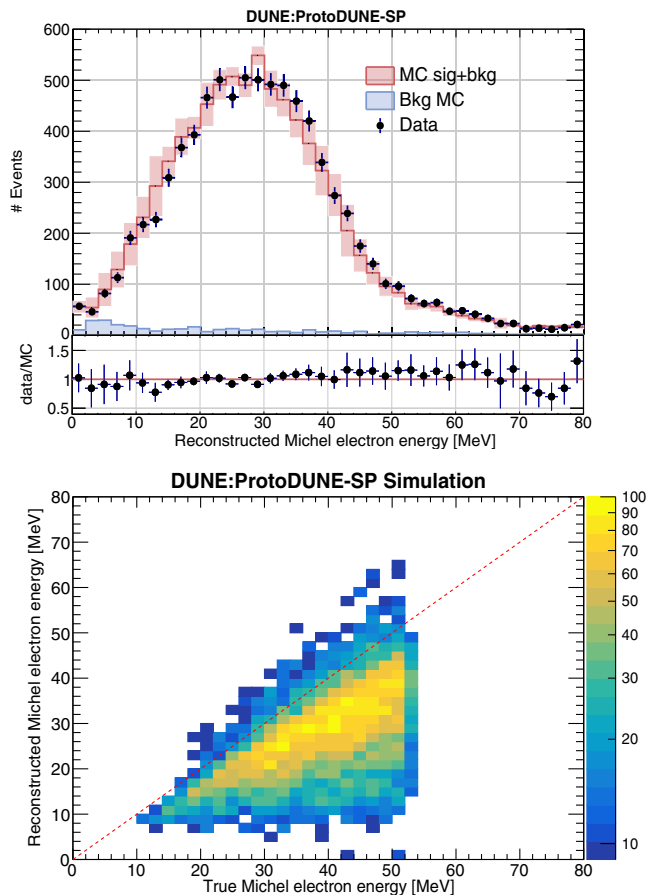 DUNE:ProtoDUNE-SP
600
500
400
300
200
100
0
# Events
MC sig+bkg
Bkg MC
Data
1.5
1
0.5
data/MC
0 10 20 30 40 50 60 70 80
Reconstructed Michel electron energy [MeV]
DUNE:ProtoDUNE-SP Simulation
80
70
60
50
40
30
20
10
0
Reconstructed Michel electron energy [MeV]
100
90
80
70
60
50
40
30
20
10
0 10 20 30 40 50 60 70 80
True Michel electron energy [MeV]